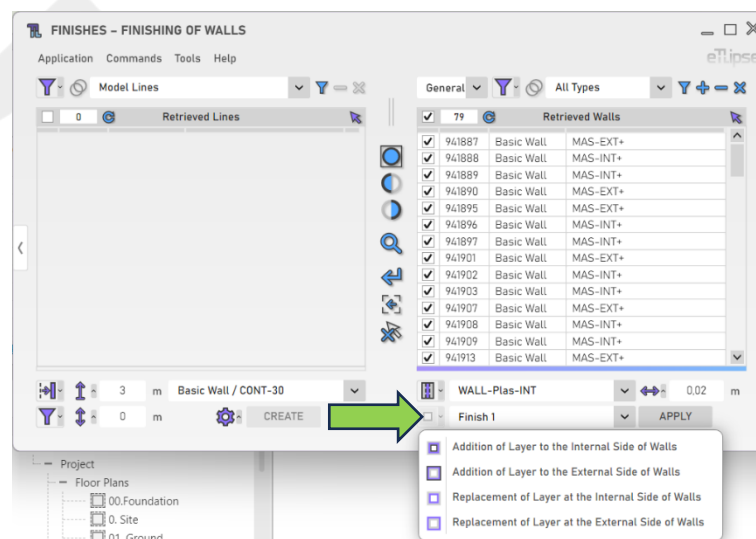 FINISHES – FINISHING OF WALLS
Application Commands Tools Help
eTlipse
Model Lines
General All Types
0 Retrieved Lines
79 Retrieved Walls
941887 Basic Wall MAS-EXT+
941888 Basic Wall MAS-INT+
941889 Basic Wall MAS-EXT+
941890 Basic Wall MAS-EXT+
941895 Basic Wall MAS-EXT+
941896 Basic Wall MAS-INT+
941897 Basic Wall MAS-INT+
941901 Basic Wall MAS-EXT+
941902 Basic Wall MAS-INT+
941903 Basic Wall MAS-INT+
941907 Basic Wall MAS-EXT+
941908 Basic Wall MAS-INT+
941909 Basic Wall MAS-INT+
941913 Basic Wall MAS-EXT+
3 m Basic Wall / CONT-30
WALL-Plas-INT 0,02 m
0 m CREATE
Finish 1 APPLY
Addition of Layer to the Internal Side of Walls
Addition of Layer to the External Side of Walls
Replacement of Layer at the Internal Side of Walls
Replacement of Layer at the External Side of Walls
Project
Floor Plans
00.Foundation
0. Site
01. Ground